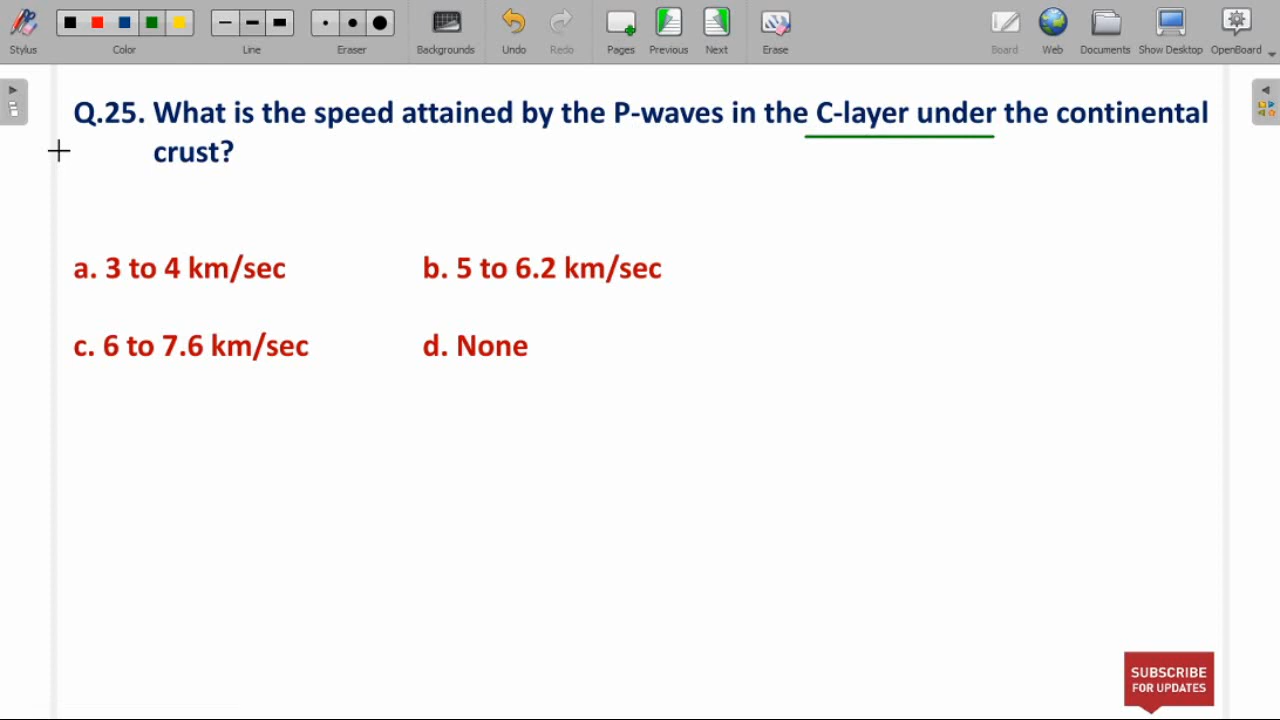 Stylus
Color
Line
Eraser
Backgrounds
Undo
Redo
Pages
Previous
Next
Erase
Board
Web
Documents
Show Desktop
OpenBoard
Q.25. What is the speed attained by the P-waves in the C-layer under the continental
crust?
a. 3 to 4 km/sec
b. 5 to 6.2 km/sec
c. 6 to 7.6 km/sec
d. None
SUBSCRIBE
FOR UPDATES